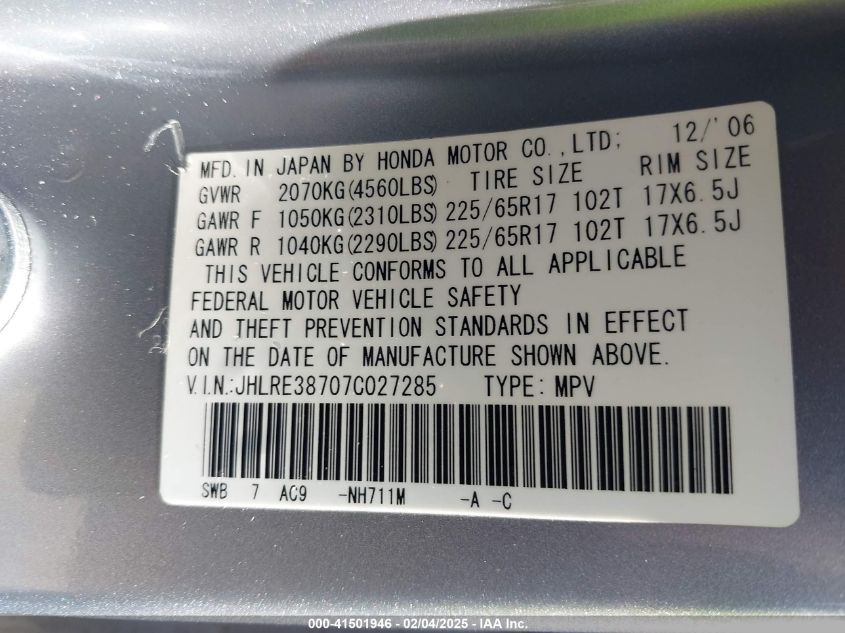 MFD. IN JAPAN BY HONDA MOTOR CO., LTD; 12/'06
GVWR 2070KG(4560LBS) TIRE SIZE RIM SIZE
GAWR F 1050KG(2310LBS) 225/65R17 102T 17X6.5J
GAWR R 1040KG(2290LBS) 225/65R17 102T 17X6.5J
THIS VEHICLE CONFORMS TO ALL APPLICABLE
FEDERAL MOTOR VEHICLE SAFETY
AND THEFT PREVENTION STANDARDS IN EFFECT
ON THE DATE OF MANUFACTURE SHOWN ABOVE.
V.I.N.:JHLRE38707C027285 TYPE: MPV
SWB 7 AC9 -NH711M -A -C
000-41501946 - 02/04/2025 - IAA Inc.